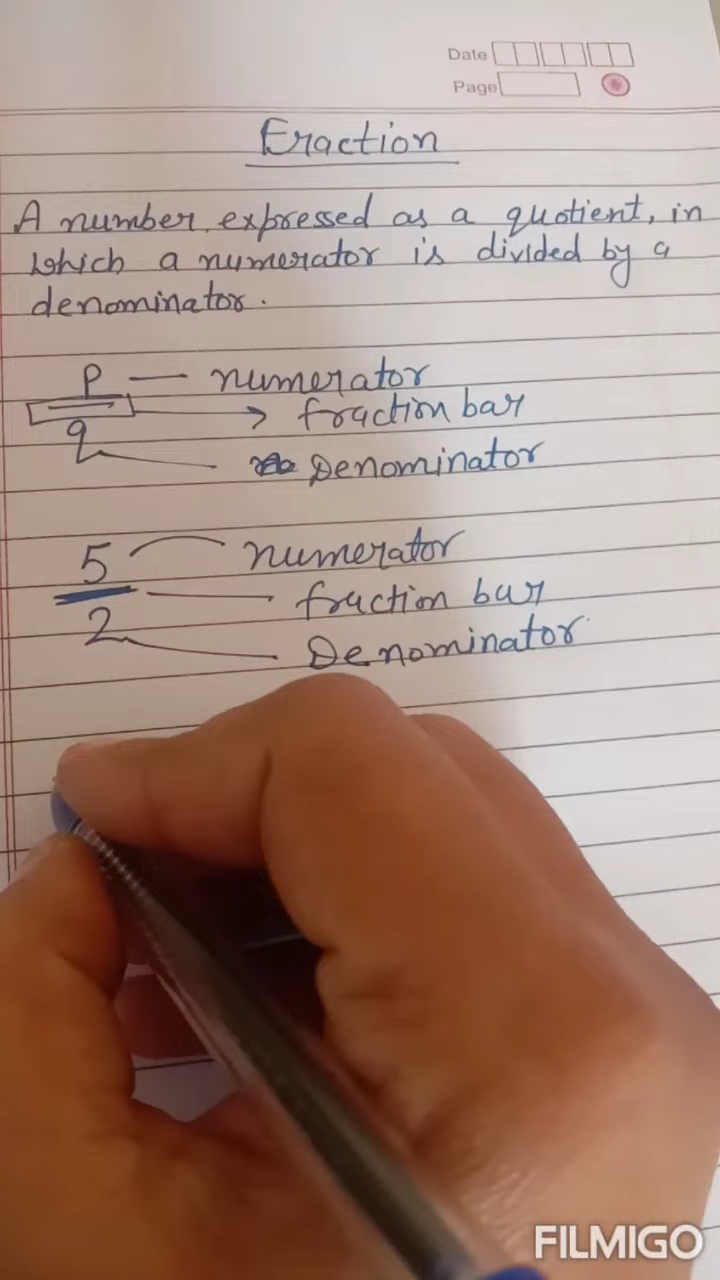 Date
Page
Fraction
A number expressed as a quotient, in
which a numerator is divided by a
denominator.
P — numerator
fraction bar
q Denominator
5 numerator
fraction bar
2 Denominator
FILMIGO